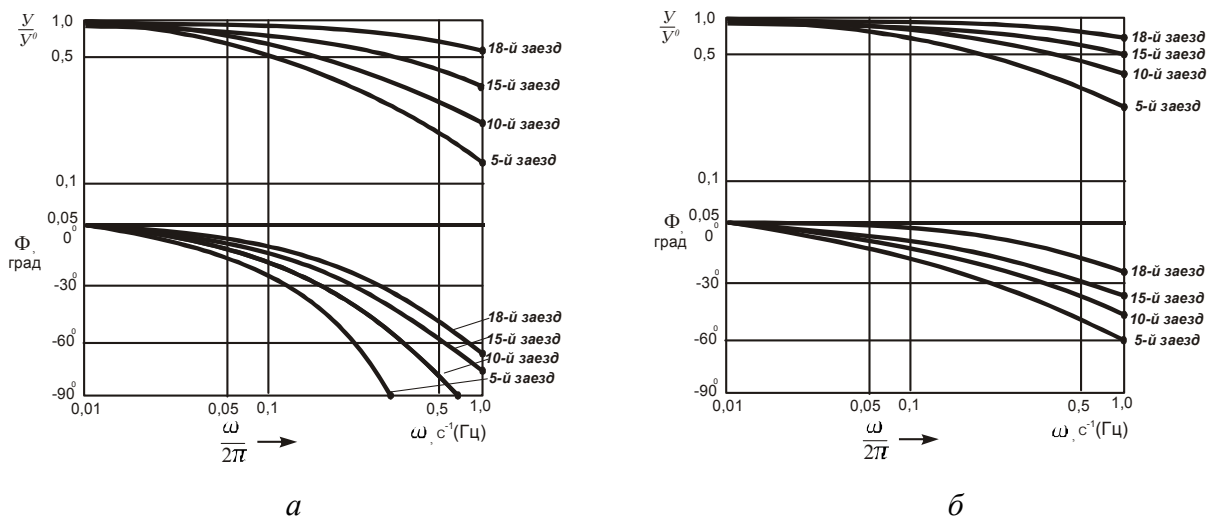 У
У⁰
1,0
0,5
0,1
0,05
0⁰
Φ,
град
-30⁰
-60⁰
-90⁰
18-й заезд
15-й заезд
10-й заезд
5-й заезд
18-й заезд
15-й заезд
10-й заезд
5-й заезд
0,01
0,05
0,1
0,5
1,0
ω
2π
ω, с⁻¹(Гц)
а
У
У⁰
1,0
0,5
0,1
0,05
0⁰
Φ,
град
-30⁰
-60⁰
-90⁰
18-й заезд
15-й заезд
10-й заезд
5-й заезд
18-й заезд
15-й заезд
10-й заезд
5-й заезд
0,01
0,05
0,1
0,5
1,0
ω
2π
ω, с⁻¹(Гц)
б